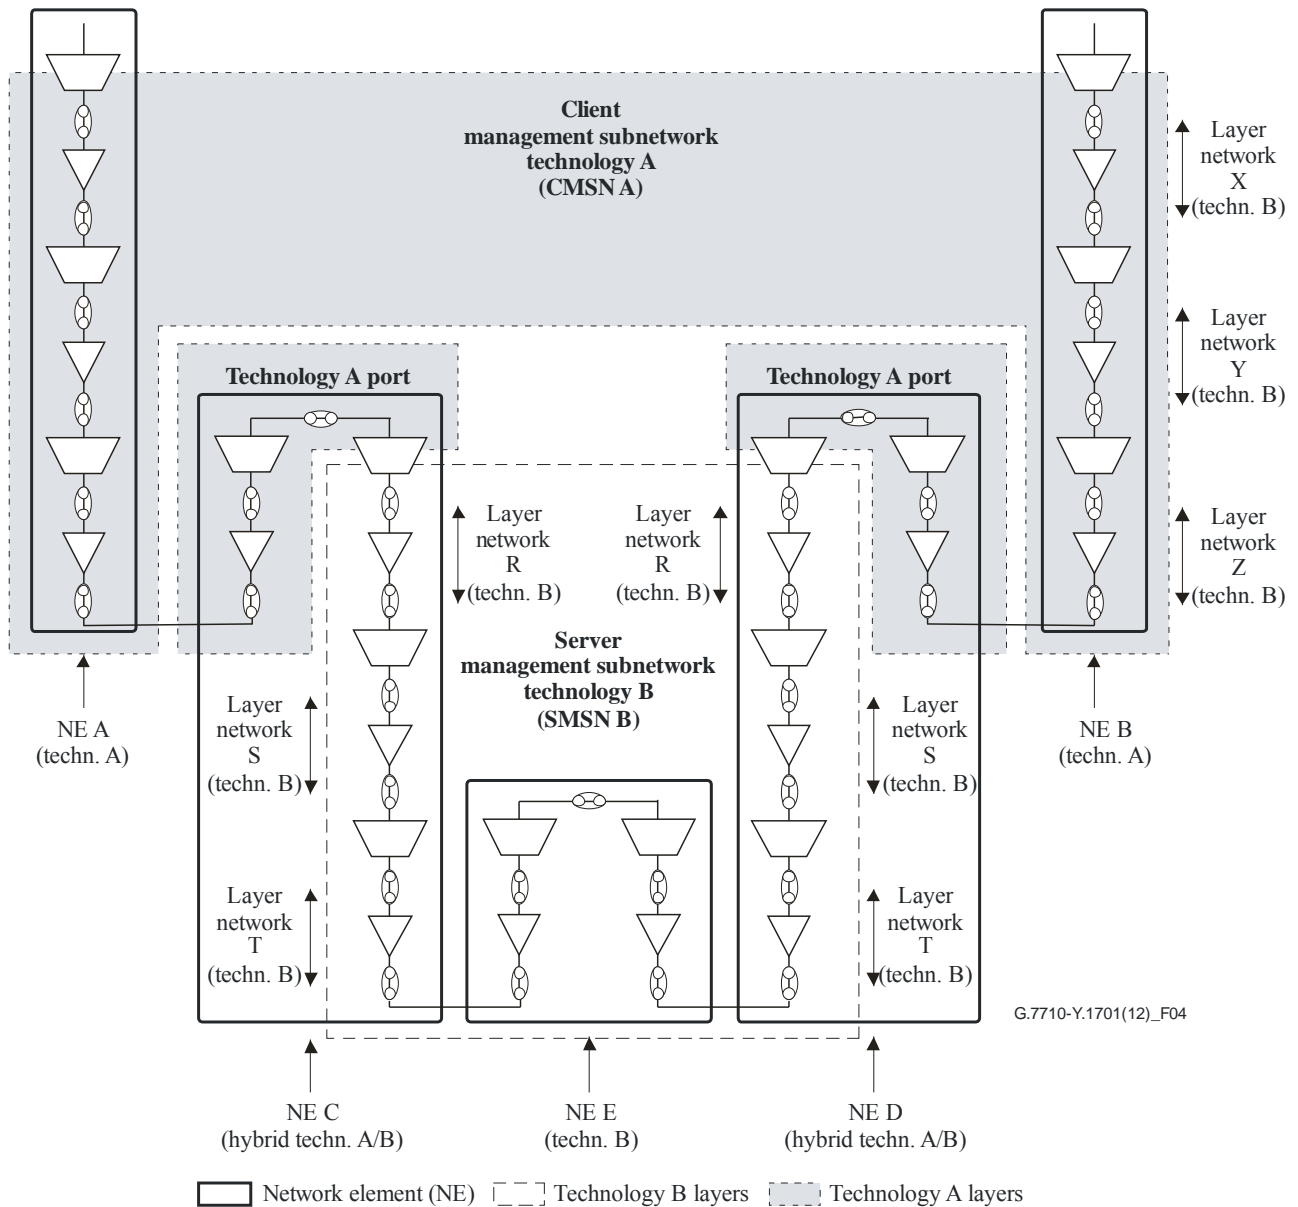 Client
management subnetwork
technology A
(CMSN A)
Layer
network
X
(techn. B)
Layer
network
Y
(techn. B)
Technology A port
Technology A port
Layer
network
R
(techn. B)
Layer
network
R
(techn. B)
Layer
network
Z
(techn. B)
Server
management subnetwork
technology B
(SMSN B)
NE A
(techn. A)
Layer
network
S
(techn. B)
Layer
network
S
(techn. B)
NE B
(techn. A)
Layer
network
T
(techn. B)
Layer
network
T
(techn. B)
G.7710-Y.1701(12)_F04
NE C
(hybrid techn. A/B)
NE E
(techn. B)
NE D
(hybrid techn. A/B)
Network element (NE)
Technology B layers
Technology A layers